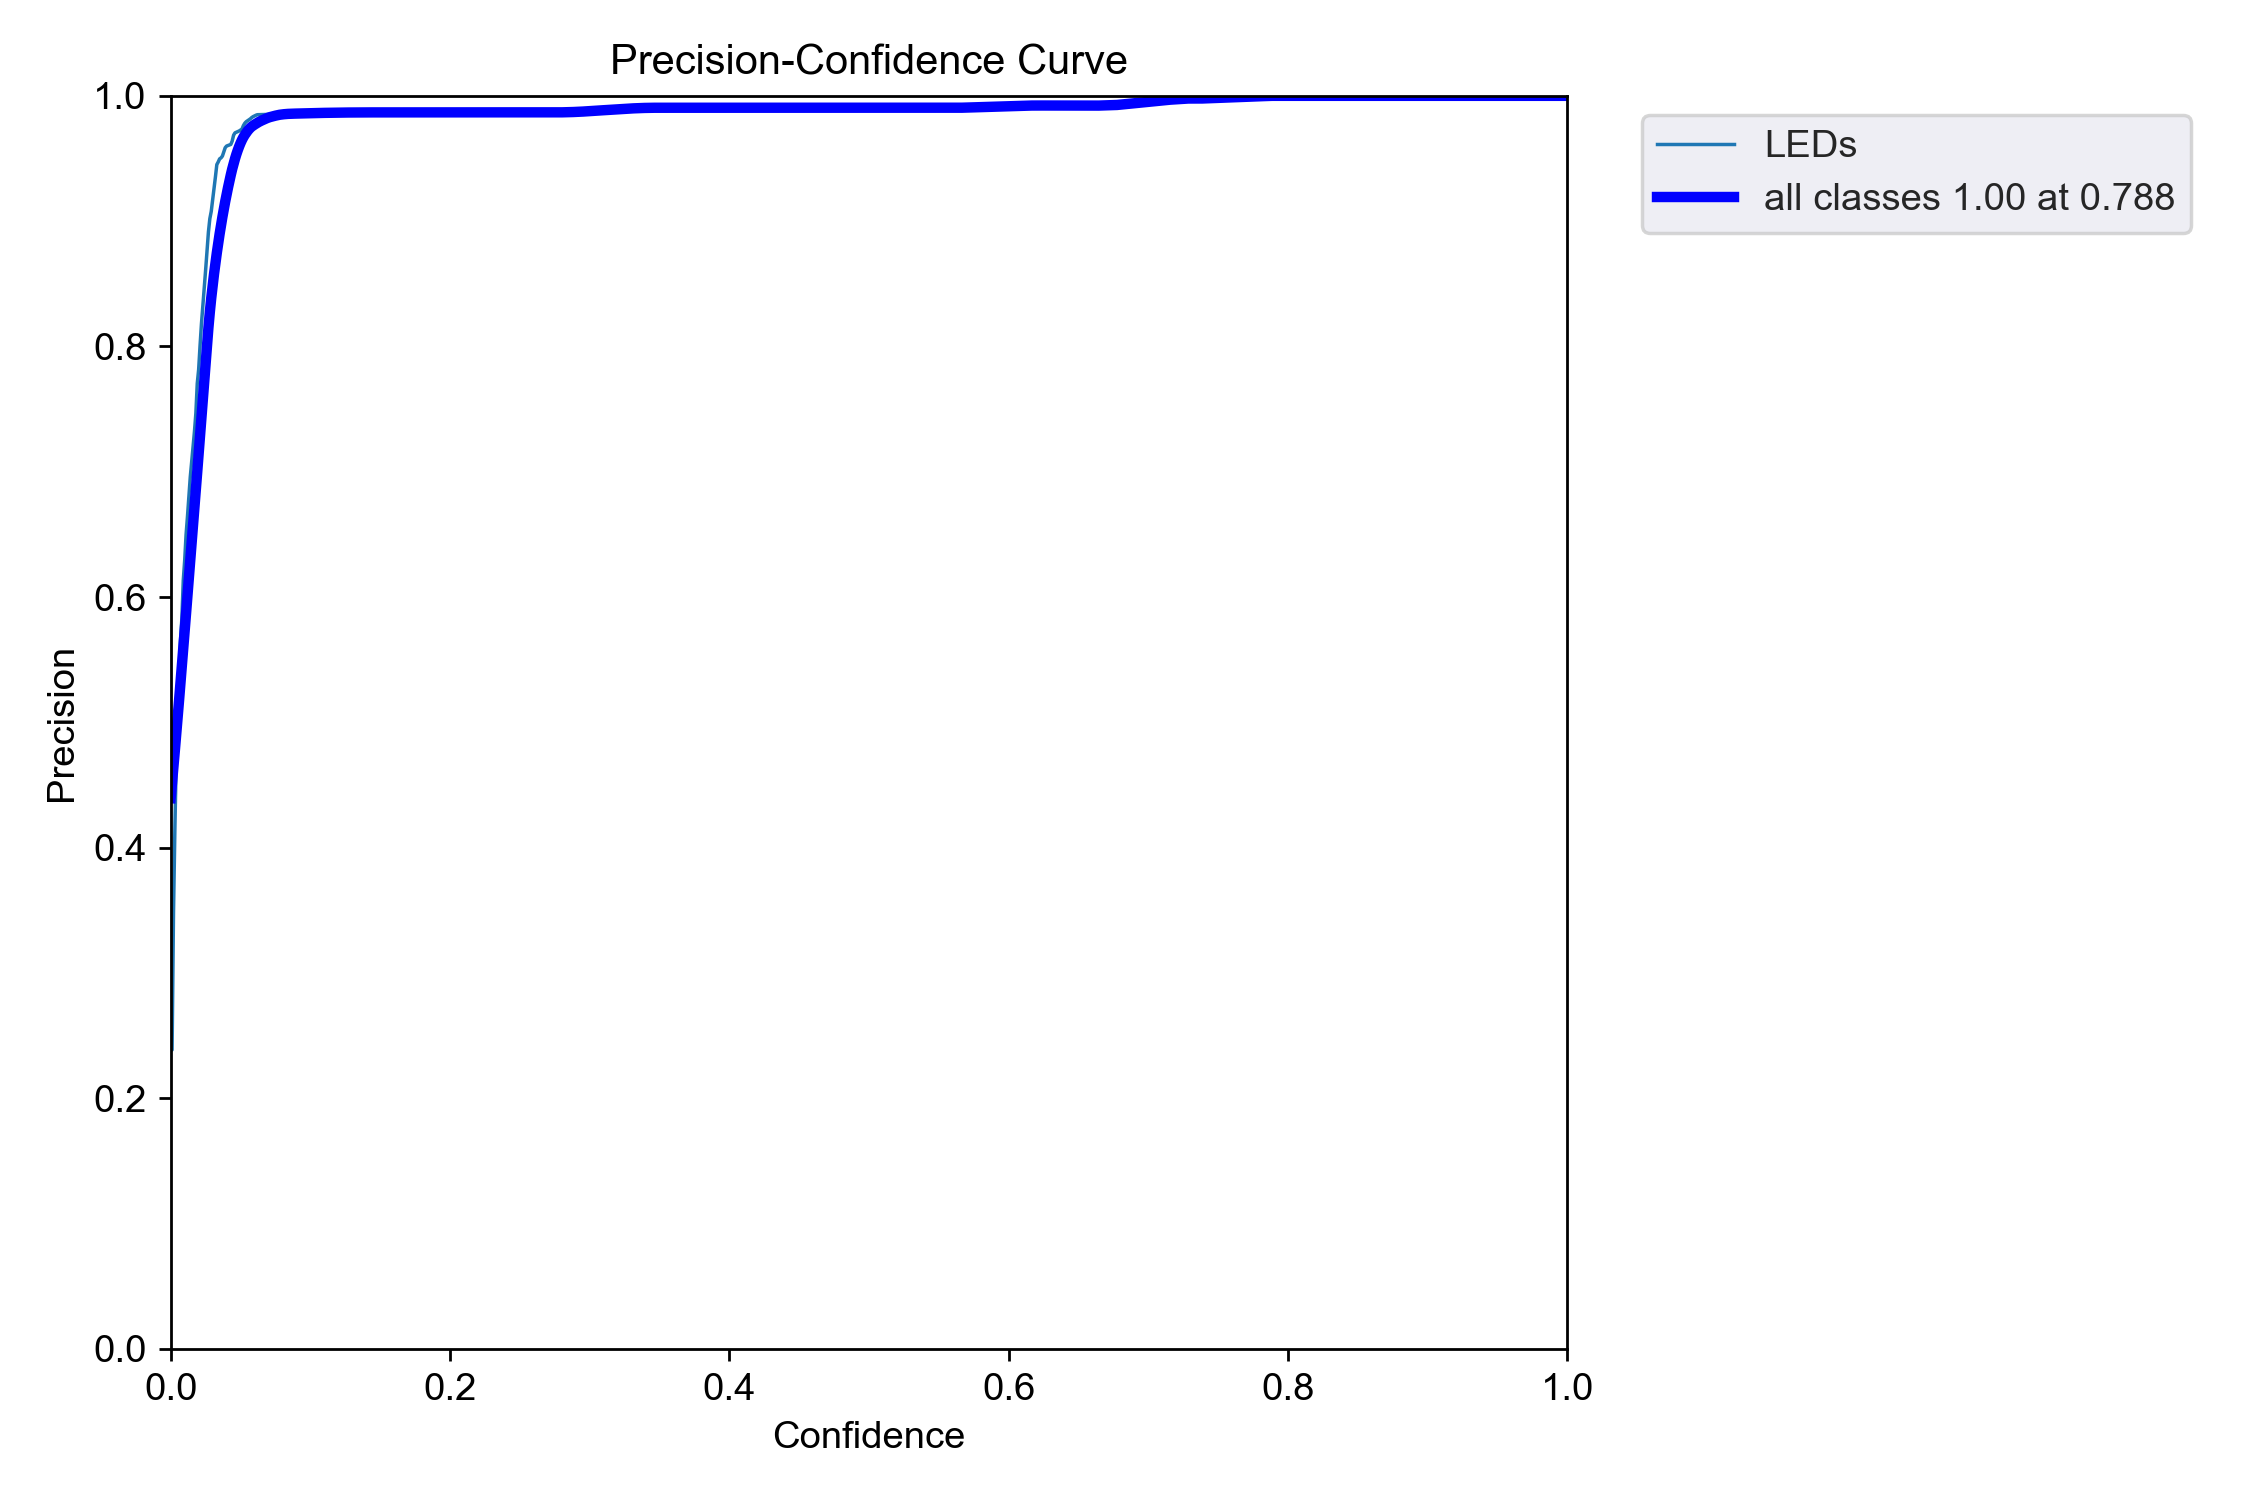 Precision-Confidence Curve
1.0
0.8
0.6
0.4
0.2
0.0
Precision
0.0 0.2 0.4 0.6 0.8 1.0
Confidence
LEDs
all classes 1.00 at 0.788